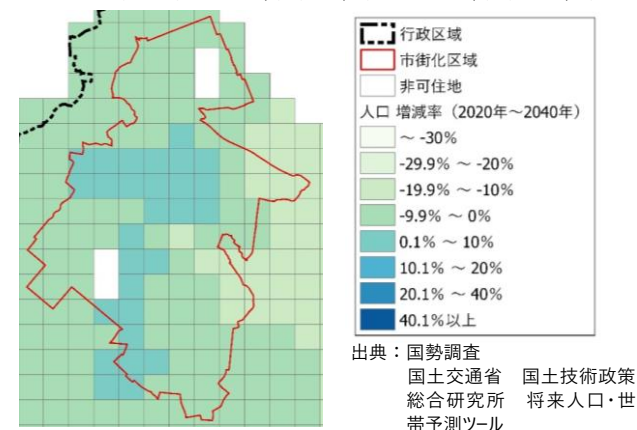 行政区域
市街化区域
非可住地
人口 増減率（2020年～2040年）
～ -30%
-29.9% ～ -20%
-19.9% ～ -10%
-9.9% ～ 0%
0.1% ～ 10%
10.1% ～ 20%
20.1% ～ 40%
40.1%以上
出典：国勢調査
国土交通省　国土技術政策
総合研究所　将来人口・世
帯予測ツール